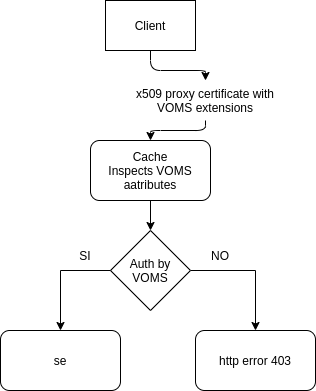 Client
x509 proxy certificate with
VOMS extensions
Cache
Inspects VOMS
aatributes
Auth by
VOMS
SI
NO
se
http error 403